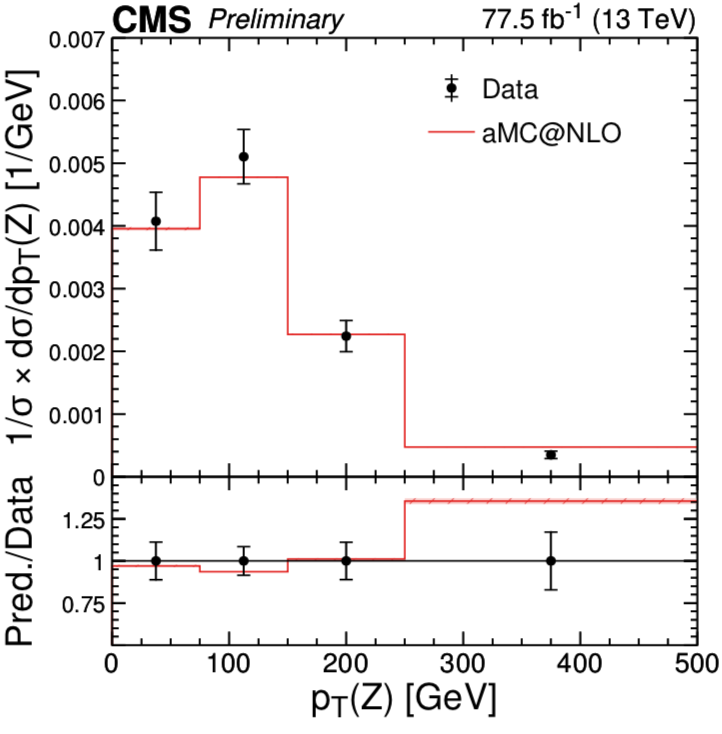 CMS Preliminary 77.5 fb⁻¹ (13 TeV)
1/σ × dσ/dpT(Z) [1/GeV]
0.007
0.006
0.005
0.004
0.003
0.002
0.001
0
Data
aMC@NLO
Pred./Data
1.25
1
0.75
0 100 200 300 400 500
pT(Z) [GeV]